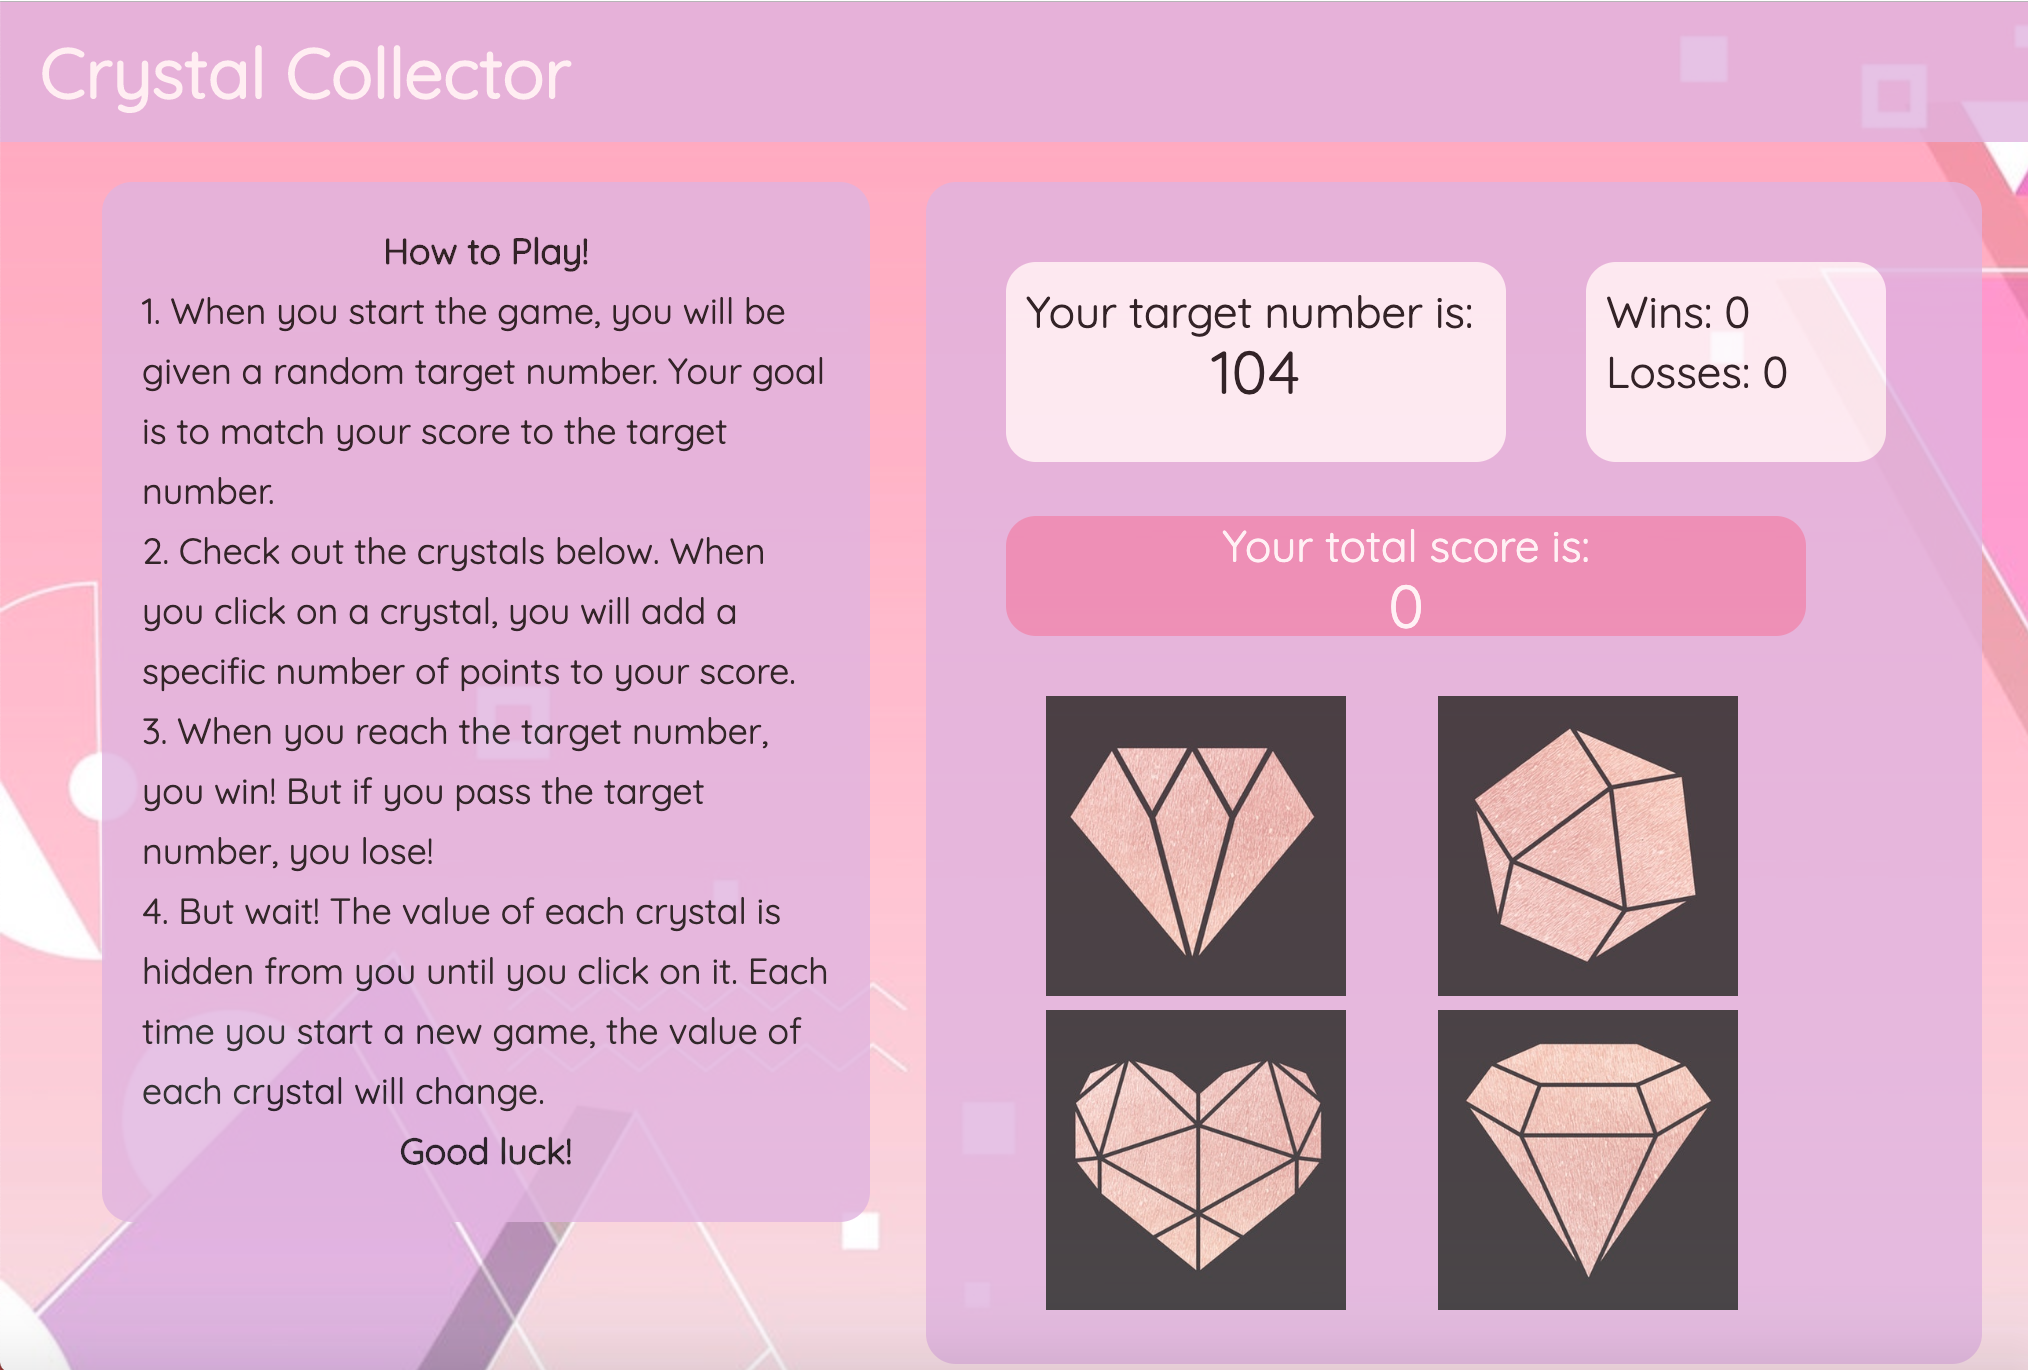 Crystal Collector
How to Play!
1. When you start the game, you will be
given a random target number. Your goal
is to match your score to the target
number.
2. Check out the crystals below. When
you click on a crystal, you will add a
specific number of points to your score.
3. When you reach the target number,
you win! But if you pass the target
number, you lose!
4. But wait! The value of each crystal is
hidden from you until you click on it. Each
time you start a new game, the value of
each crystal will change.
Good luck!
Your target number is:
104
Wins: 0
Losses: 0
Your total score is:
0